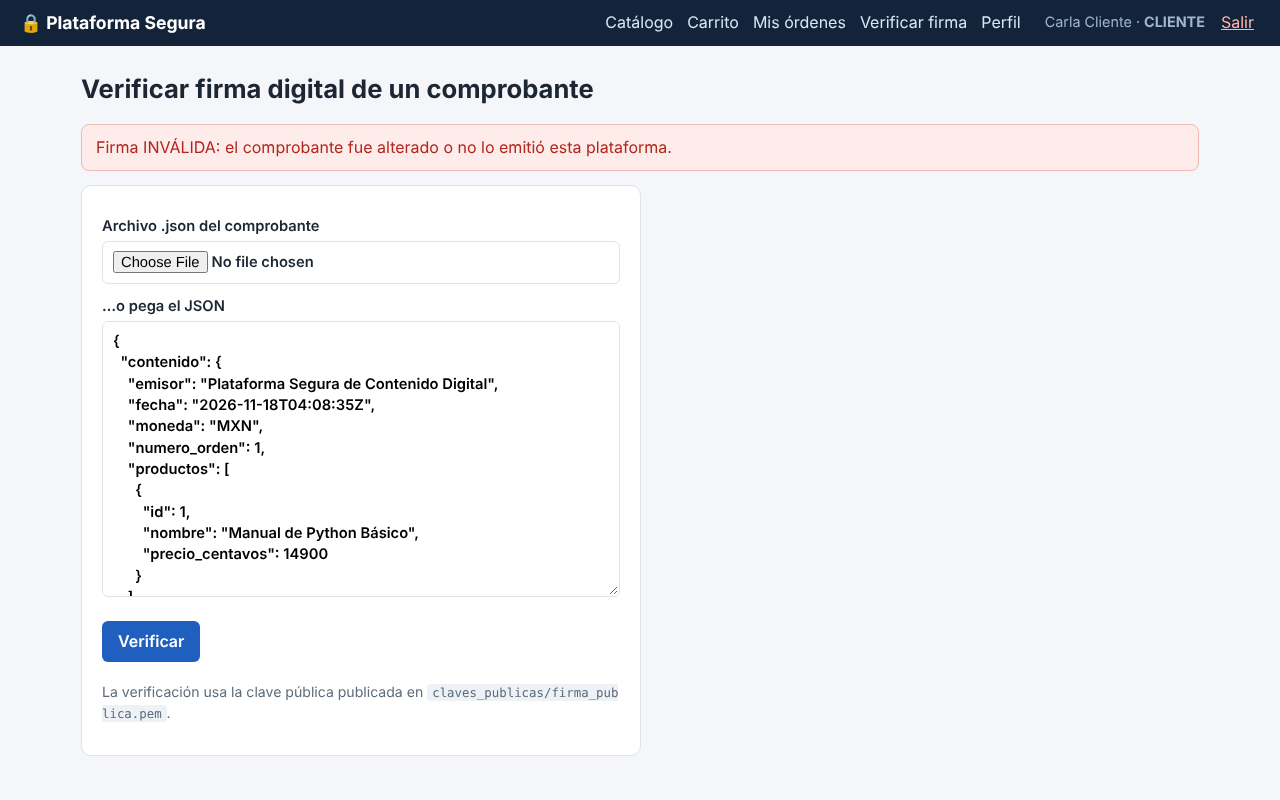 🔒 Plataforma Segura
Catálogo Carrito Mis órdenes Verificar firma Perfil Carla Cliente · CLIENTE Salir
Verificar firma digital de un comprobante
Firma INVÁLIDA: el comprobante fue alterado o no lo emitió esta plataforma.
Archivo .json del comprobante
Choose File No file chosen
...o pega el JSON
{
"contenido": {
"emisor": "Plataforma Segura de Contenido Digital",
"fecha": "2026-11-18T04:08:35Z",
"moneda": "MXN",
"numero_orden": 1,
"productos": [
{
"id": 1,
"nombre": "Manual de Python Básico",
"precio_centavos": 14900
}
]
Verificar
La verificación usa la clave pública publicada en claves_publicas/firma_pub
lica.pem.